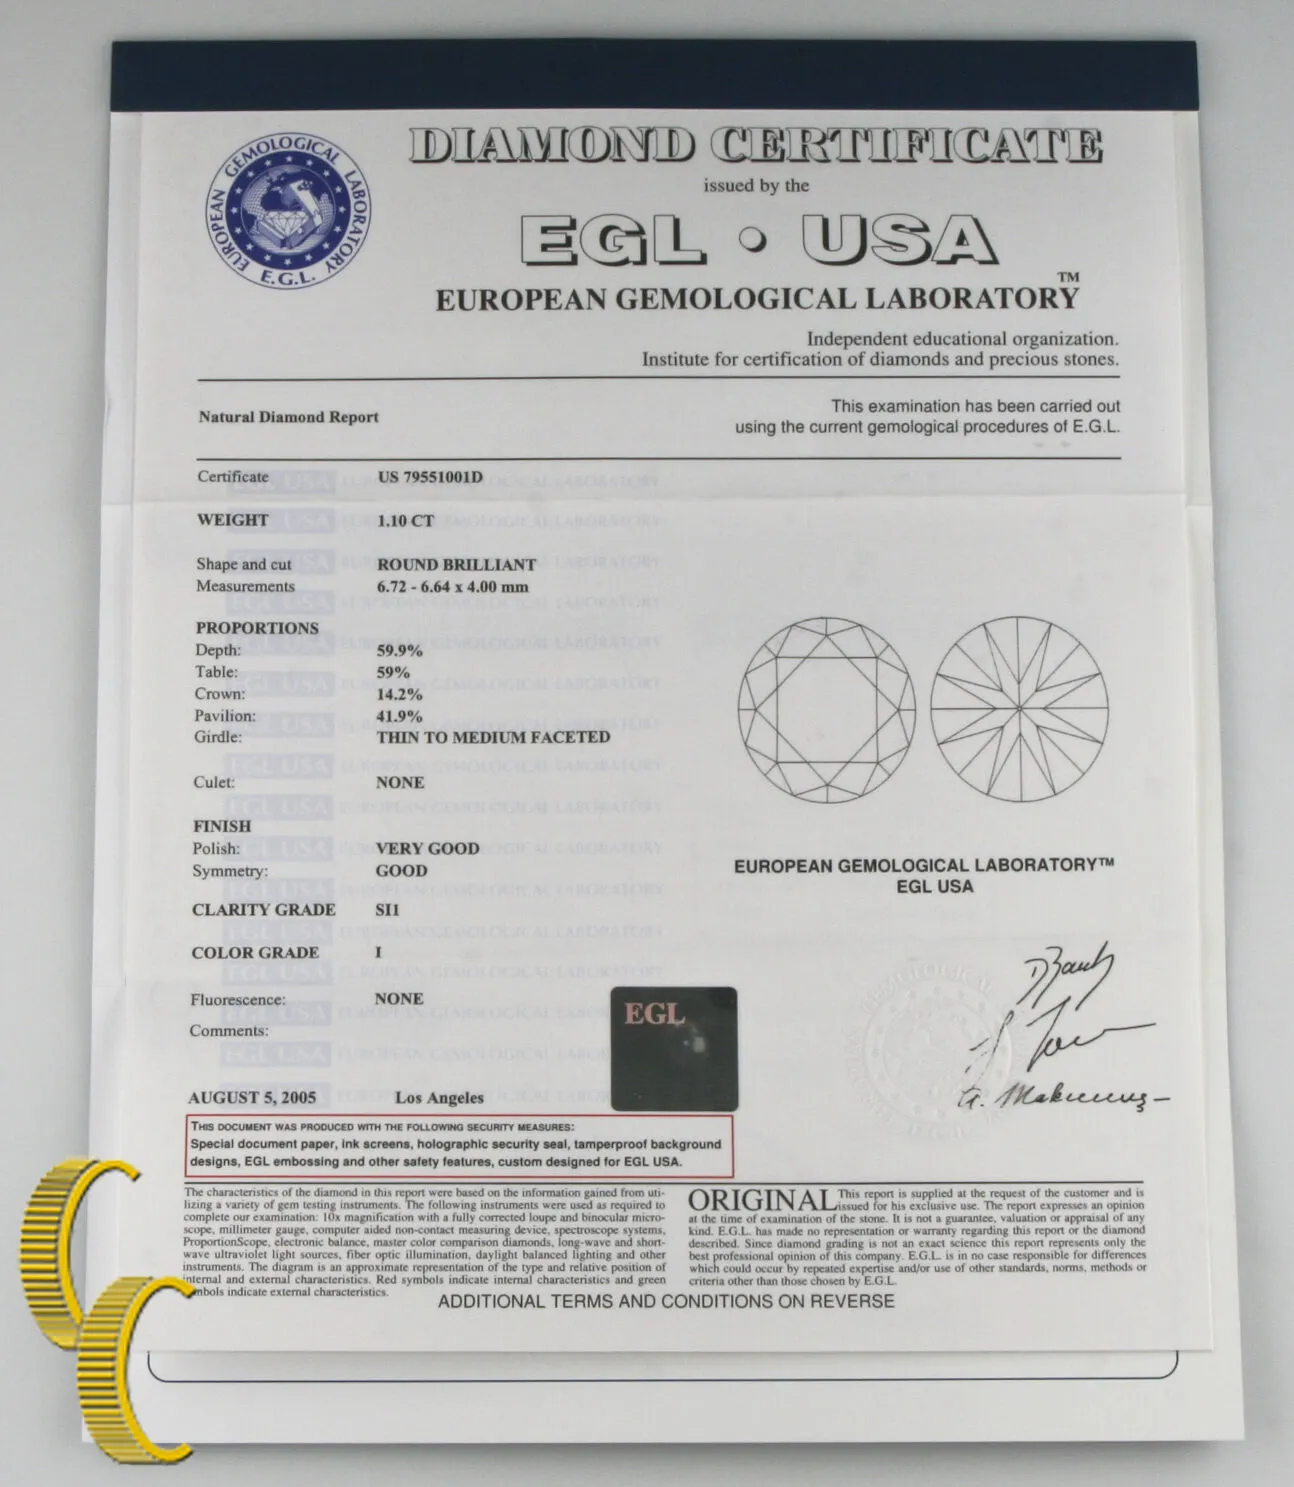 EUROPEAN GEMOLOGICAL LABORATORY
E.G.L.
DIAMOND CERTIFICATE
issued by the
EGL • USA
EUROPEAN GEMOLOGICAL LABORATORY™
Independent educational organization.
Institute for certification of diamonds and precious stones.
Natural Diamond Report
This examination has been carried out
using the current gemological procedures of E.G.L.
Certificate US 79551001D
WEIGHT 1.10 CT
Shape and cut ROUND BRILLIANT
Measurements 6.72 - 6.64 x 4.00 mm
PROPORTIONS
Depth: 59.9%
Table: 59%
Crown: 14.2%
Pavilion: 41.9%
Girdle: THIN TO MEDIUM FACETED
Culet: NONE
FINISH
Polish: VERY GOOD
Symmetry: GOOD
EUROPEAN GEMOLOGICAL LABORATORY™
EGL USA
CLARITY GRADE SI1
COLOR GRADE I
Fluorescence: NONE
Comments:
EGL
AUGUST 5, 2005 Los Angeles
THIS DOCUMENT WAS PRODUCED WITH THE FOLLOWING SECURITY MEASURES:
Special document paper, ink screens, holographic security seal, tamperproof background
designs, EGL embossing and other safety features, custom designed for EGL USA.
The characteristics of the diamond in this report were based on the information gained from uti-
lizing a variety of gem testing instruments. The following instruments were used as required to
complete our examination: 10x magnification with a fully corrected loupe and binocular micro-
scope, millimeter gauge, computer aided non-contact measuring device, spectroscope systems,
ProportionScope, electronic balance, master color comparison diamonds, long-wave and short-
wave ultraviolet light sources, fiber optic illumination, daylight balanced lighting and other
instruments. The diagram is an approximate representation of the type and relative position of
internal and external characteristics. Red symbols indicate internal characteristics and green
symbols indicate external characteristics.
ORIGINAL This report is supplied at the request of the customer and is
issued for his exclusive use. The report expresses an opinion
at the time of examination of the stone. It is not a guarantee, valuation or appraisal of any
kind. E.G.L. has made no representation or warranty regarding this report or the diamond
described. Since diamond grading is not an exact science this report represents only the
best professional opinion of this company. E.G.L. is in no case responsible for differences
which could occur by repeated expertise and/or use of other standards, norms, methods or
criteria other than those chosen by E.G.L.
ADDITIONAL TERMS AND CONDITIONS ON REVERSE